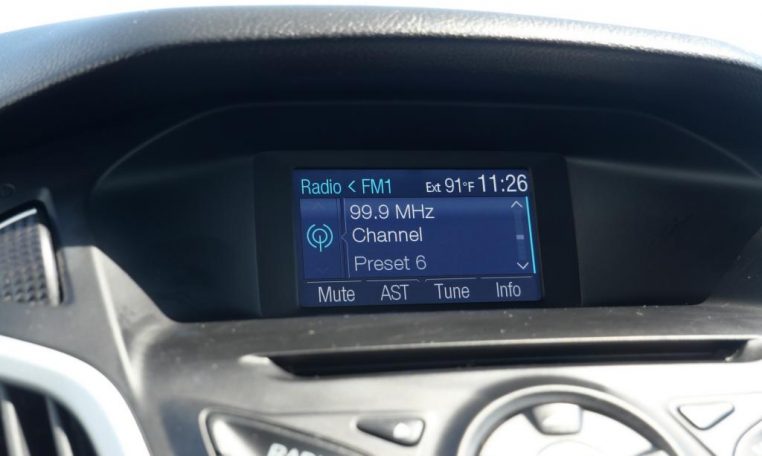 Radio < FM1 Ext 91°F 11:26
99.9 MHz
Channel
Preset 6
Mute AST Tune Info